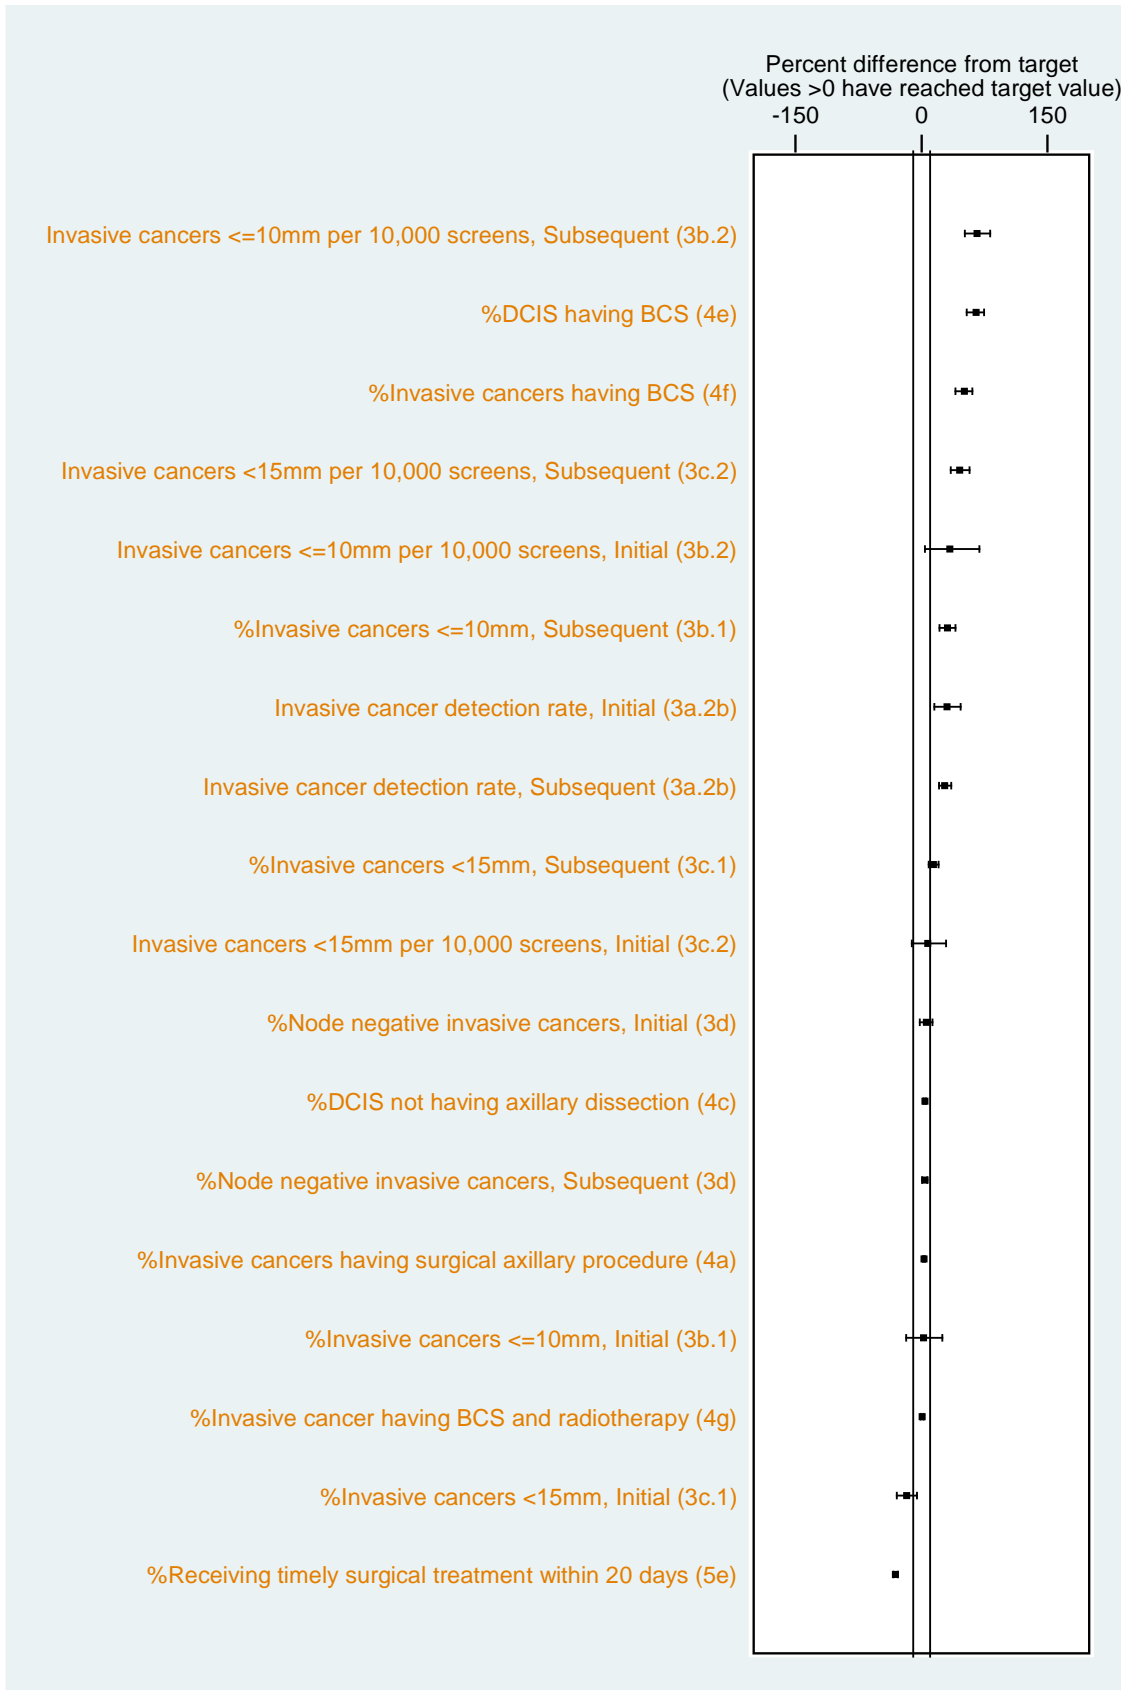 Percent difference from target
(Values >0 have reached target value)
-150 0 150
Invasive cancers <=10mm per 10,000 screens, Subsequent (3b.2)
%DCIS having BCS (4e)
%Invasive cancers having BCS (4f)
Invasive cancers <15mm per 10,000 screens, Subsequent (3c.2)
Invasive cancers <=10mm per 10,000 screens, Initial (3b.2)
%Invasive cancers <=10mm, Subsequent (3b.1)
Invasive cancer detection rate, Initial (3a.2b)
Invasive cancer detection rate, Subsequent (3a.2b)
%Invasive cancers <15mm, Subsequent (3c.1)
Invasive cancers <15mm per 10,000 screens, Initial (3c.2)
%Node negative invasive cancers, Initial (3d)
%DCIS not having axillary dissection (4c)
%Node negative invasive cancers, Subsequent (3d)
%Invasive cancers having surgical axillary procedure (4a)
%Invasive cancers <=10mm, Initial (3b.1)
%Invasive cancer having BCS and radiotherapy (4g)
%Invasive cancers <15mm, Initial (3c.1)
%Receiving timely surgical treatment within 20 days (5e)